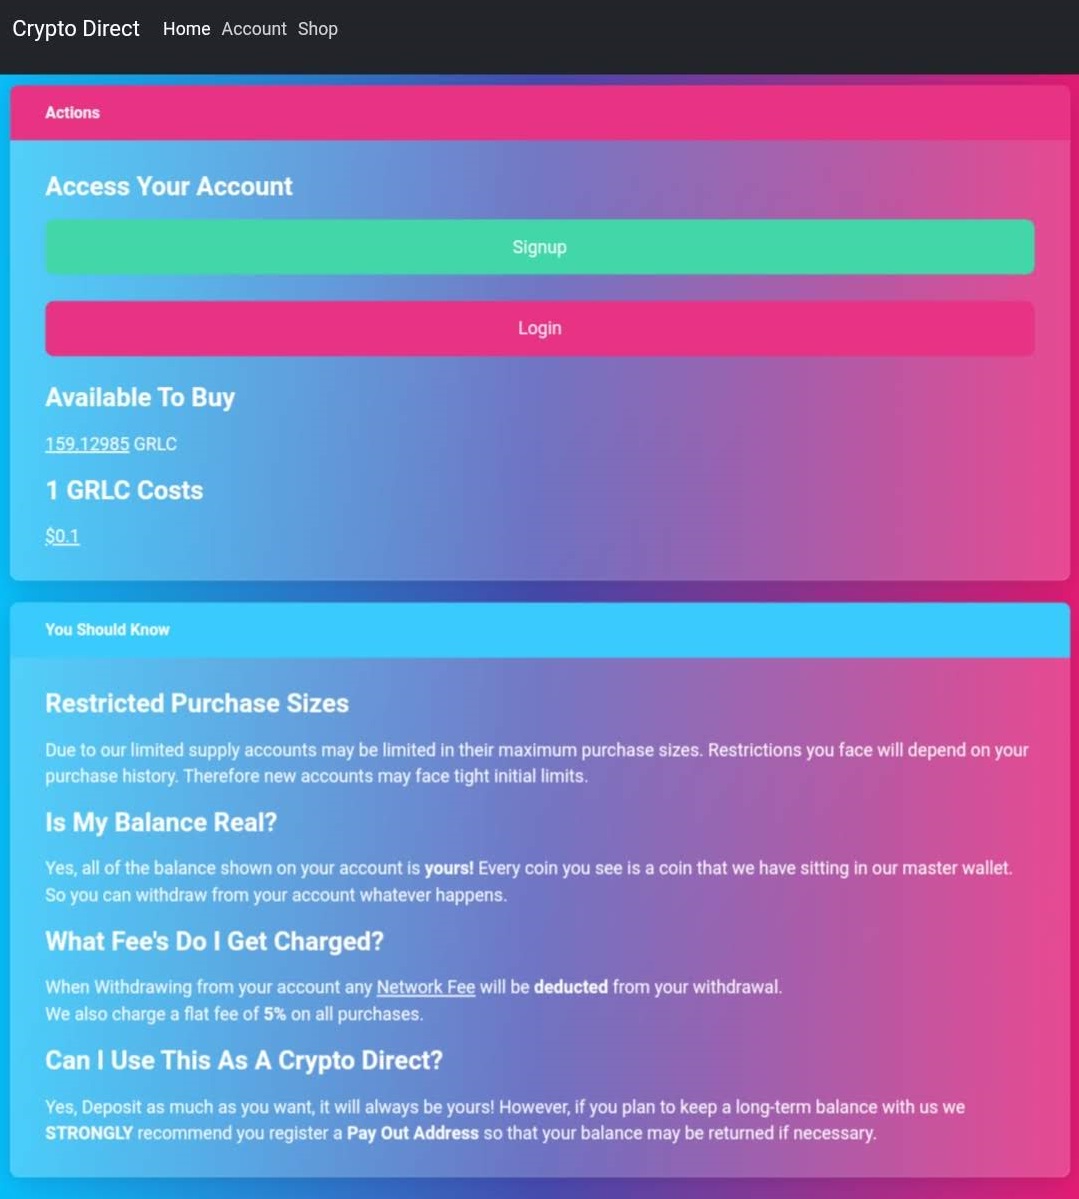 Crypto Direct Home Account Shop
Actions
Access Your Account
Signup
Login
Available To Buy
159.12985 GRLC
1 GRLC Costs
$0.1
You Should Know
Restricted Purchase Sizes
Due to our limited supply accounts may be limited in their maximum purchase sizes. Restrictions you face will depend on your
purchase history. Therefore new accounts may face tight initial limits.
Is My Balance Real?
Yes, all of the balance shown on your account is yours! Every coin you see is a coin that we have sitting in our master wallet.
So you can withdraw from your account whatever happens.
What Fee's Do I Get Charged?
When Withdrawing from your account any Network Fee will be deducted from your withdrawal.
We also charge a flat fee of 5% on all purchases.
Can I Use This As A Crypto Direct?
Yes, Deposit as much as you want, it will always be yours! However, if you plan to keep a long-term balance with us we
STRONGLY recommend you register a Pay Out Address so that your balance may be returned if necessary.